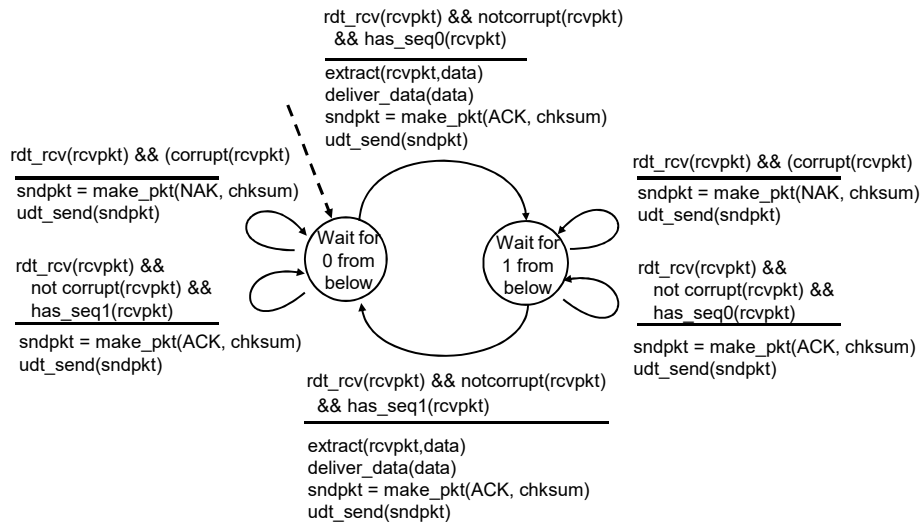 rdt_rcv(rcvpkt) && notcorrupt(rcvpkt)
&& has_seq0(rcvpkt)
extract(rcvpkt,data)
deliver_data(data)
sndpkt = make_pkt(ACK, chksum)
udt_send(sndpkt)
rdt_rcv(rcvpkt) && (corrupt(rcvpkt)
sndpkt = make_pkt(NAK, chksum)
udt_send(sndpkt)
rdt_rcv(rcvpkt) &&
not corrupt(rcvpkt) &&
has_seq1(rcvpkt)
sndpkt = make_pkt(ACK, chksum)
udt_send(sndpkt)
Wait for
0 from
below
Wait for
1 from
below
rdt_rcv(rcvpkt) && (corrupt(rcvpkt)
sndpkt = make_pkt(NAK, chksum)
udt_send(sndpkt)
rdt_rcv(rcvpkt) &&
not corrupt(rcvpkt) &&
has_seq0(rcvpkt)
sndpkt = make_pkt(ACK, chksum)
udt_send(sndpkt)
rdt_rcv(rcvpkt) && notcorrupt(rcvpkt)
&& has_seq1(rcvpkt)
extract(rcvpkt,data)
deliver_data(data)
sndpkt = make_pkt(ACK, chksum)
udt_send(sndpkt)